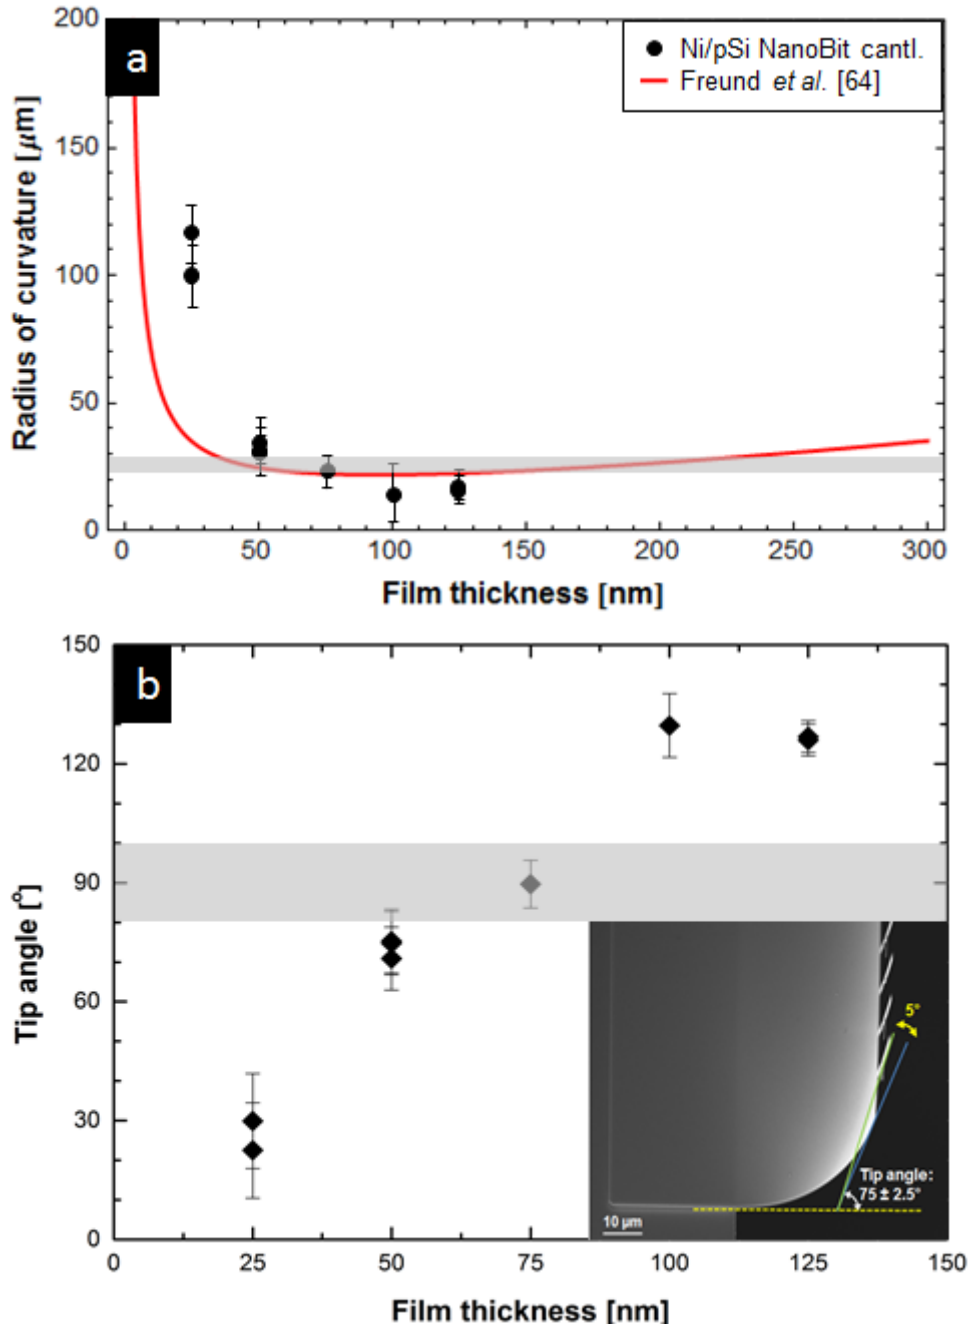 a
Ni/pSi NanoBit cantl.
Freund et al. [64]
200
150
100
50
0
Radius of curvature [μm]
0 50 100 150 200 250 300
Film thickness [nm]
b
150
120
90
60
30
0
Tip angle [°]
5°
Tip angle:
75 ± 2.5°
10 μm
0 25 50 75 100 125 150
Film thickness [nm]